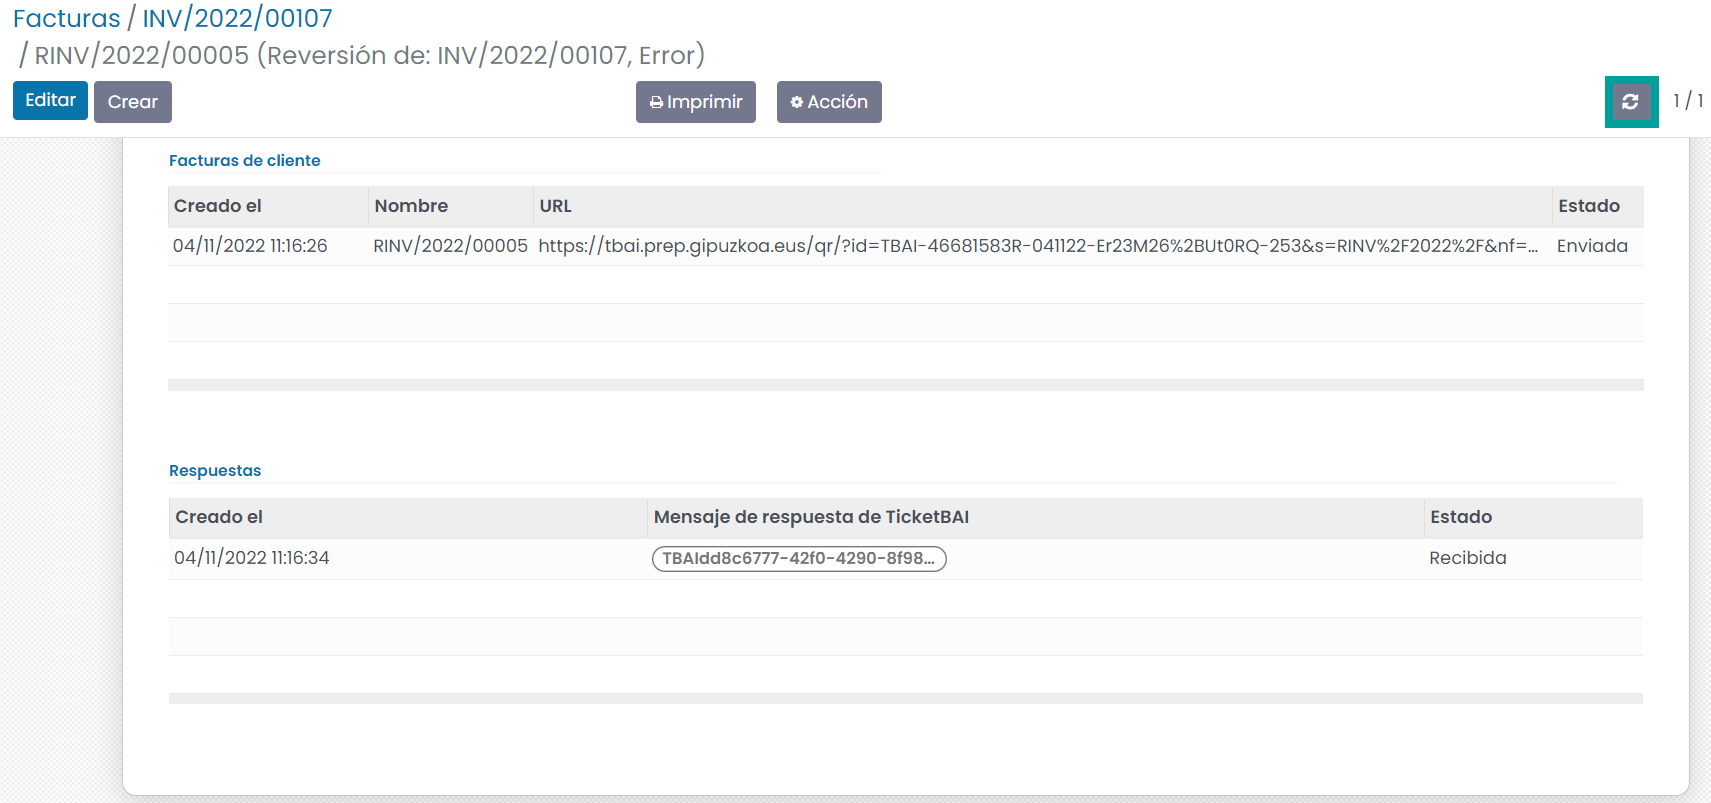 Facturas / INV/2022/00107
/ RINV/2022/00005 (Reversión de: INV/2022/00107, Error)
Editar Crear Imprimir Acción 1 / 1
Facturas de cliente
Creado el Nombre URL Estado
04/11/2022 11:16:26 RINV/2022/00005 https://tbai.prep.gipuzkoa.eus/qr/?id=TBAI-46681583R-041122-Er23M26%2BUt0RQ-253&s=RINV%2F2022%2F&nf=... Enviada
Respuestas
Creado el Mensaje de respuesta de TicketBAI Estado
04/11/2022 11:16:34 TBAIdd8c6777-42f0-4290-8f98... Recibida